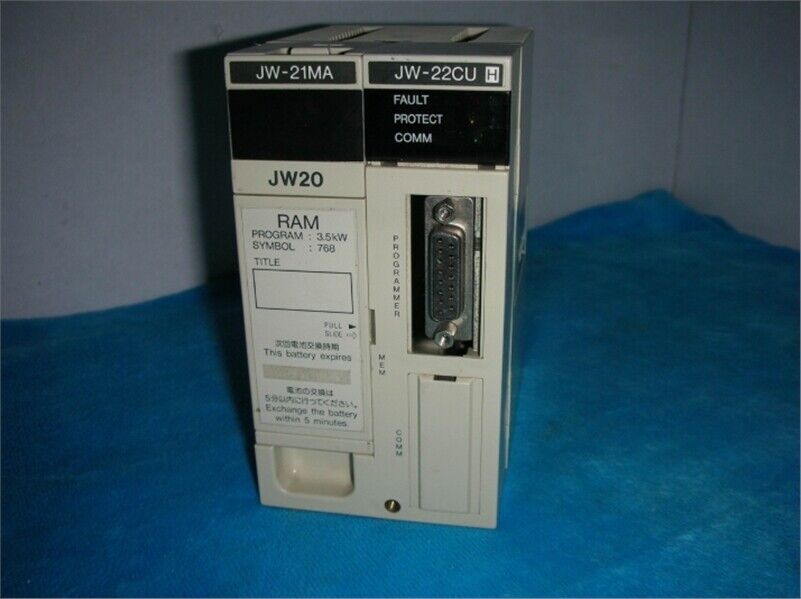 JW-21MA
JW-22CU H
FAULT
PROTECT
COMM
JW20
RAM
PROGRAM : 3.5kW
SYMBOL : 768
TITLE
PULL ►
SLIDE ⇨
次回電池交換時期
This battery expires
電池の交換は
5分以内に行ってください。
Exchange the battery
within 5 minutes.
PROGRAMMER
MEM
COMM